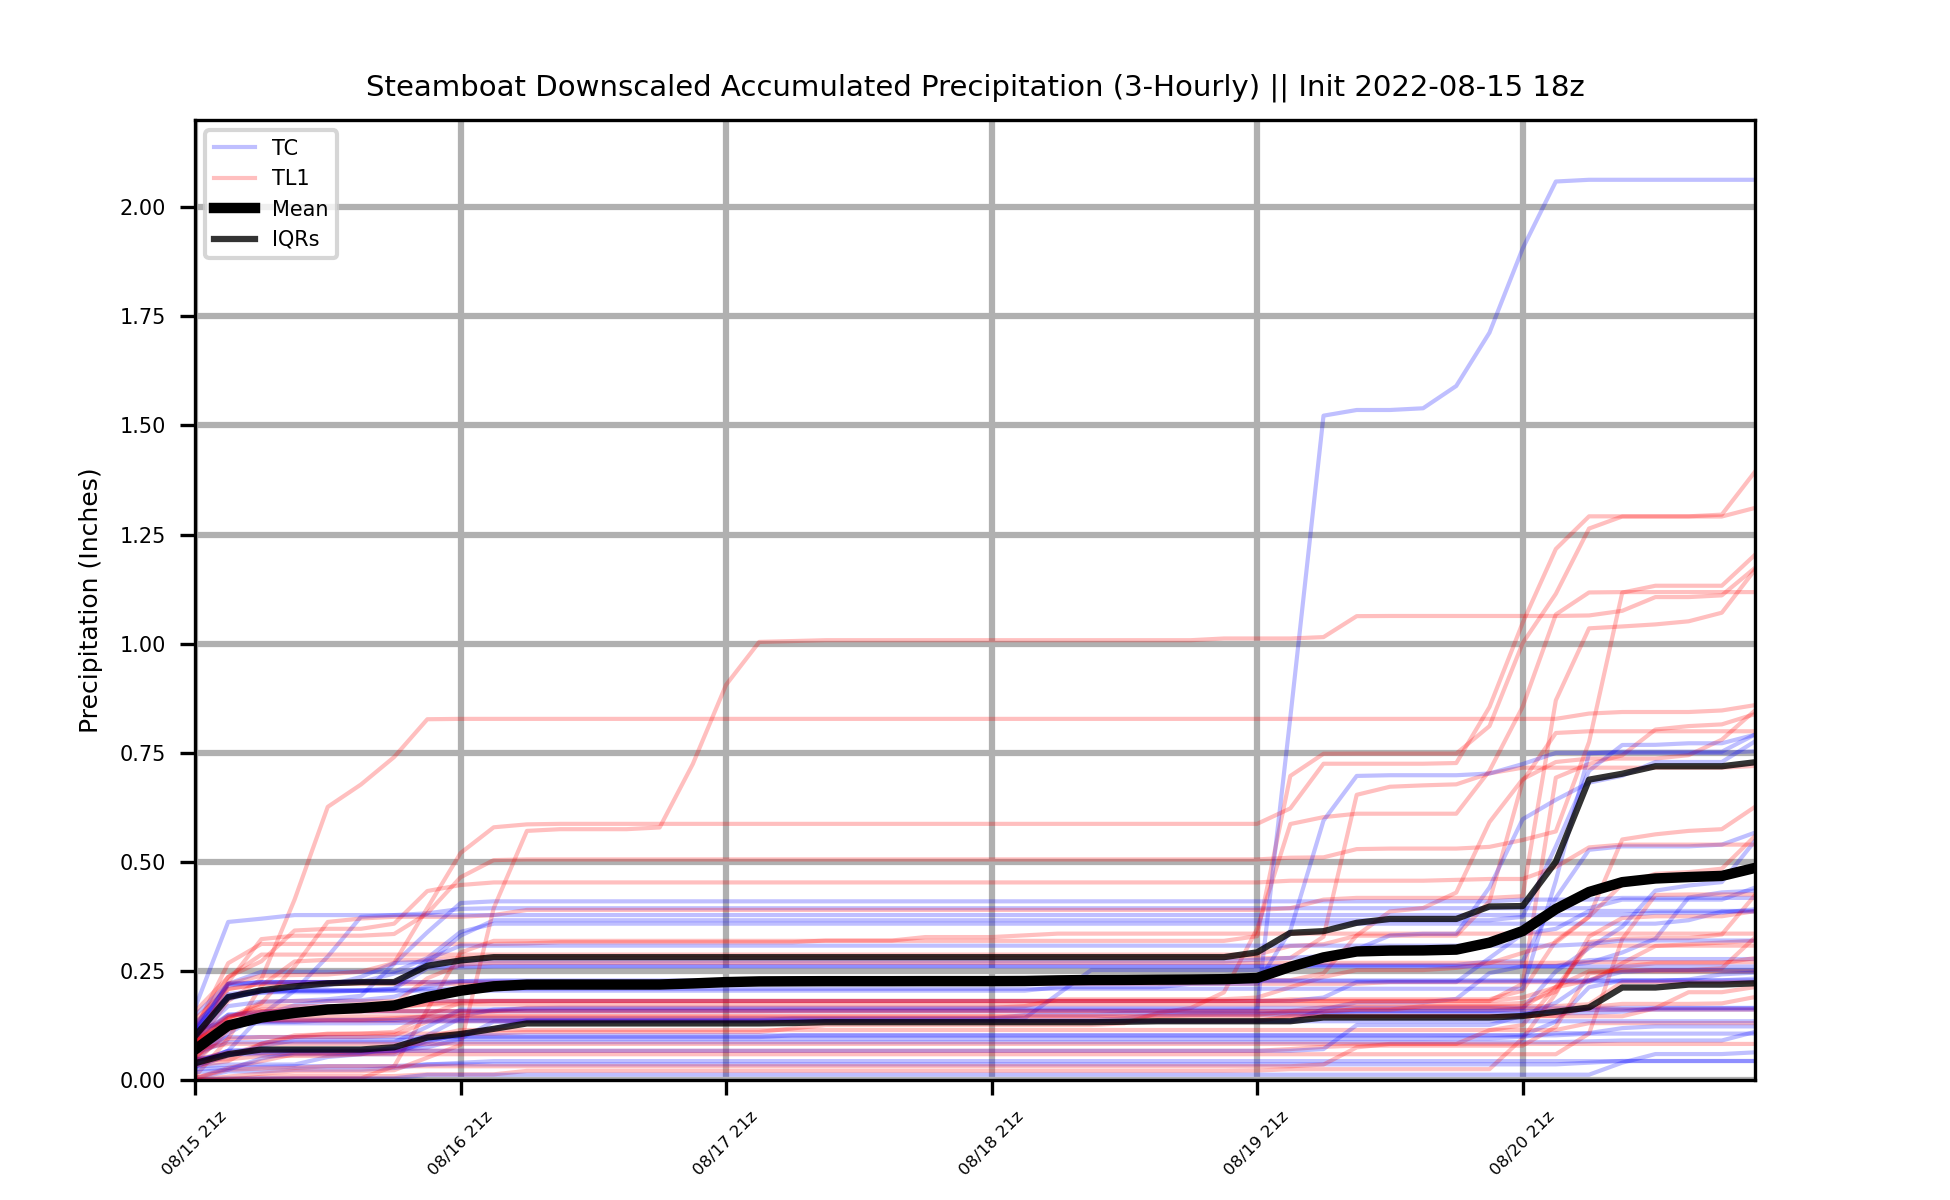 Steamboat Downscaled Accumulated Precipitation (3-Hourly) || Init 2022-08-15 18z
TC
TL1
Mean
IQRs
Precipitation (Inches)
2.00
1.75
1.50
1.25
1.00
0.75
0.50
0.25
0.00
08/15 21z
08/16 21z
08/17 21z
08/18 21z
08/19 21z
08/20 21z